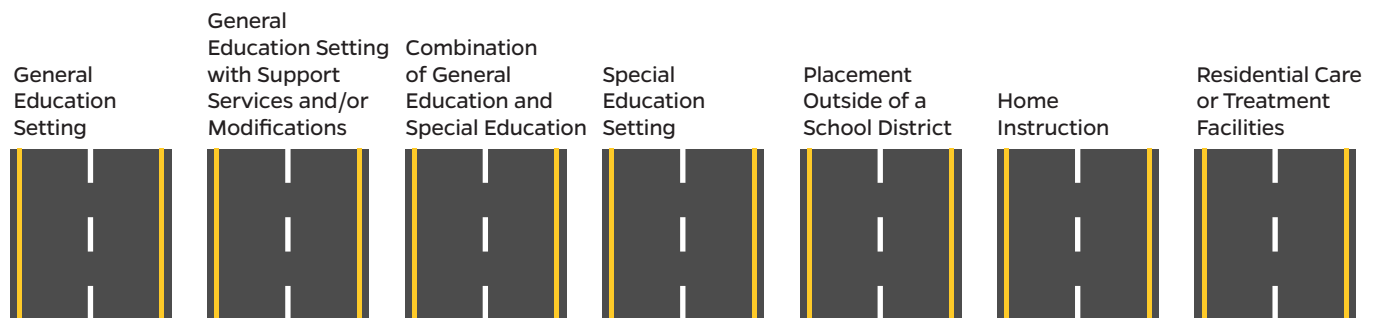 General
Education
Setting
General
Education Setting
with Support
Services and/or
Modifications
Combination
of General
Education and
Special Education
Special
Education
Setting
Placement
Outside of a
School District
Home
Instruction
Residential Care
or Treatment
Facilities